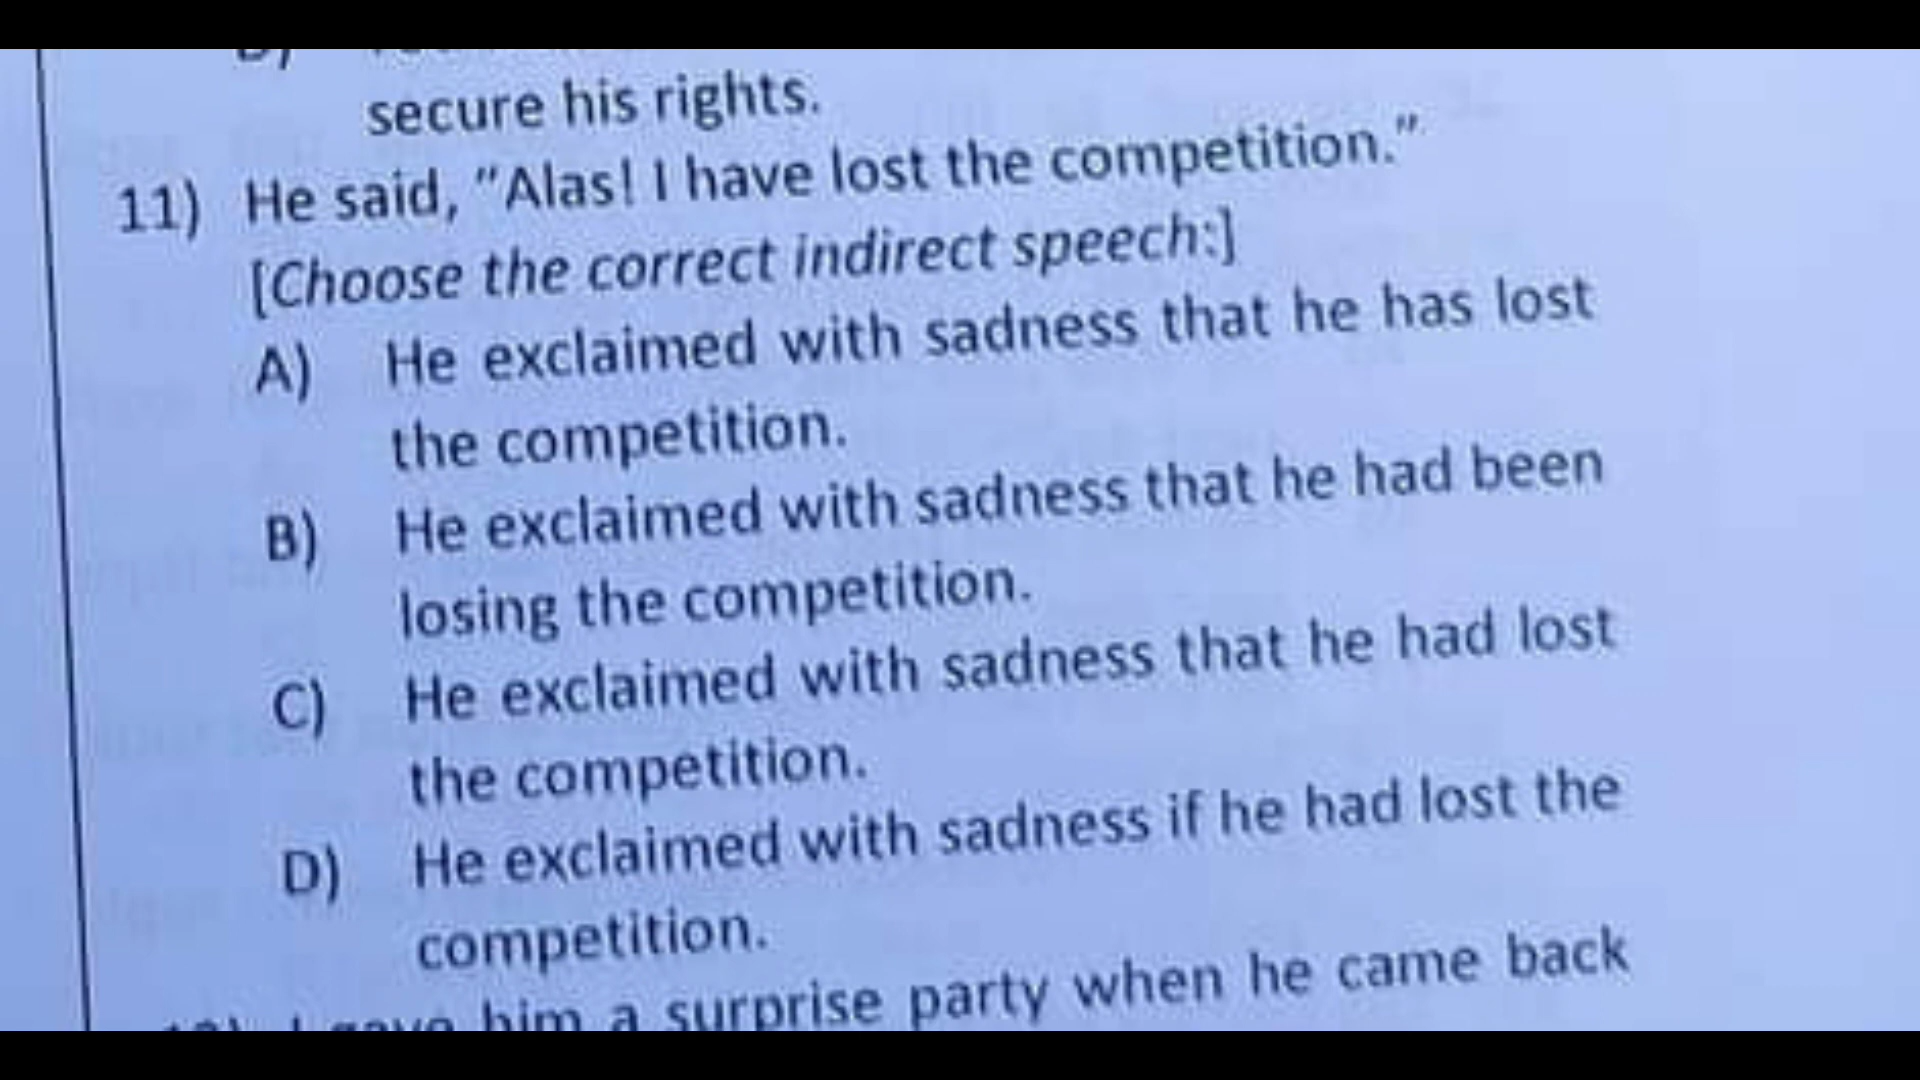 secure his rights.
11) He said, "Alas! I have lost the competition."
[Choose the correct indirect speech:]
A) He exclaimed with sadness that he has lost
the competition.
B) He exclaimed with sadness that he had been
losing the competition.
C) He exclaimed with sadness that he had lost
the competition.
D) He exclaimed with sadness if he had lost the
competition.
I gave him a surprise party when he came back